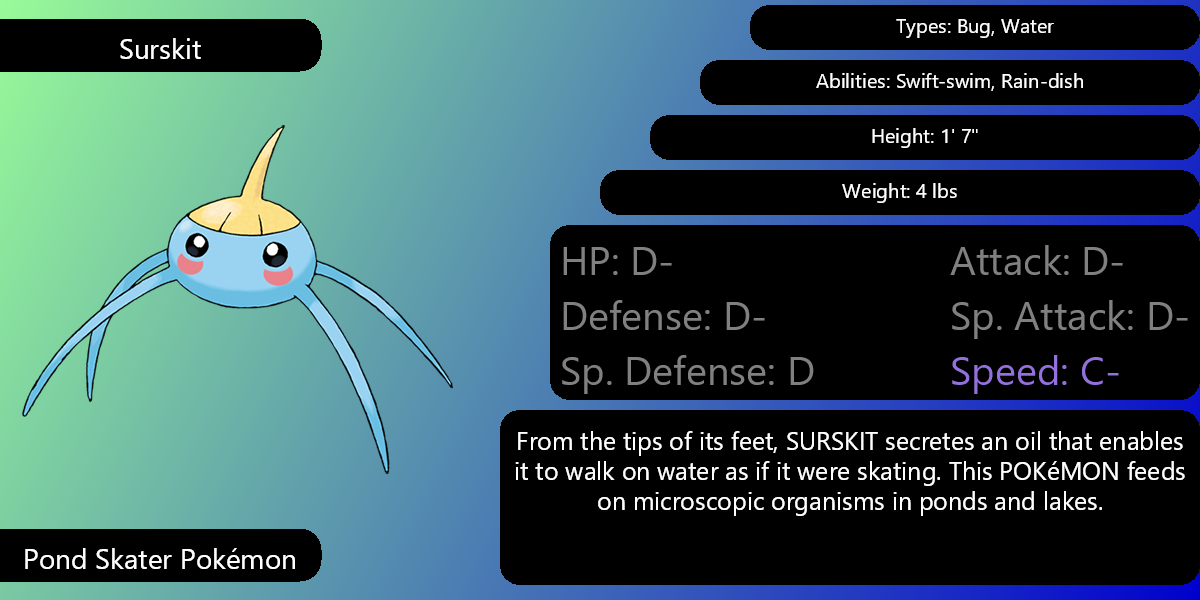 Surskit
Types: Bug, Water
Abilities: Swift-swim, Rain-dish
Height: 1' 7"
Weight: 4 lbs
HP: D-
Attack: D-
Defense: D-
Sp. Attack: D-
Sp. Defense: D
Speed: C-
From the tips of its feet, SURSKIT secretes an oil that enables
it to walk on water as if it were skating. This POKéMON feeds
on microscopic organisms in ponds and lakes.
Pond Skater Pokémon